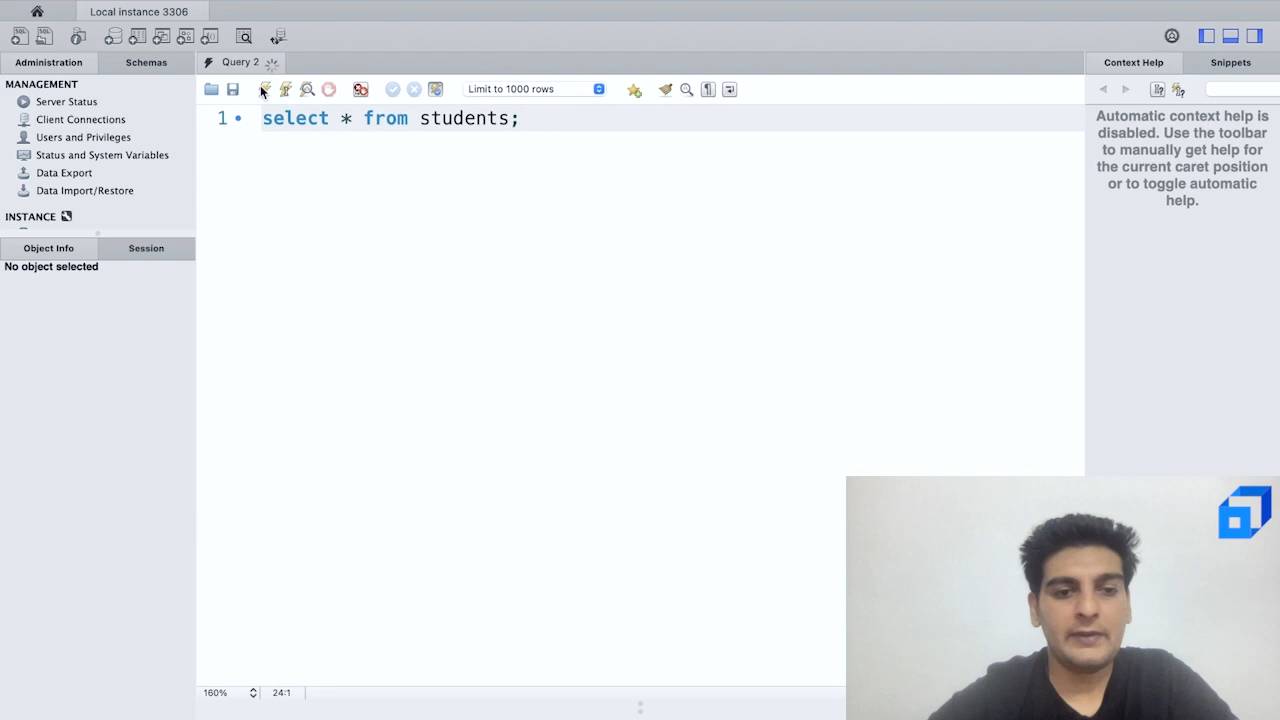 Local instance 3306
Administration
Schemas
Query 2
Context Help
Snippets
MANAGEMENT
Server Status
Client Connections
Users and Privileges
Status and System Variables
Data Export
Data Import/Restore
INSTANCE
Object Info
Session
No object selected
Limit to 1000 rows
1
select * from students;
Automatic context help is
disabled. Use the toolbar
to manually get help for
the current caret position
or to toggle automatic
help.
160%
24:1